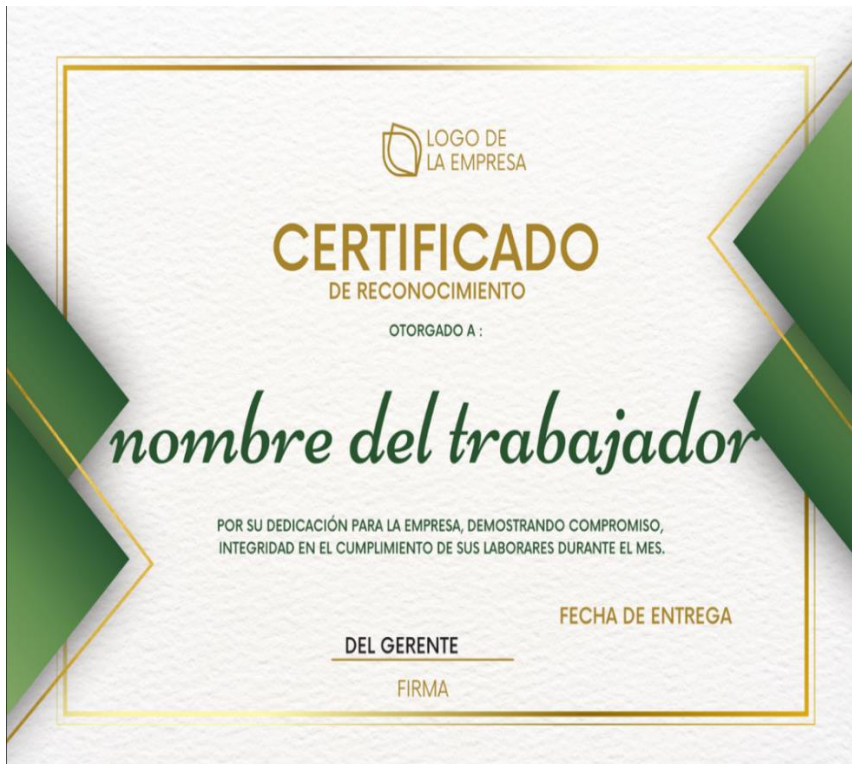 LOGO DE
LA EMPRESA
CERTIFICADO
DE RECONOCIMIENTO
OTORGADO A :
nombre del trabajador
POR SU DEDICACIÓN PARA LA EMPRESA, DEMOSTRANDO COMPROMISO,
INTEGRIDAD EN EL CUMPLIMIENTO DE SUS LABORARES DURANTE EL MES.
FECHA DE ENTREGA
DEL GERENTE
FIRMA